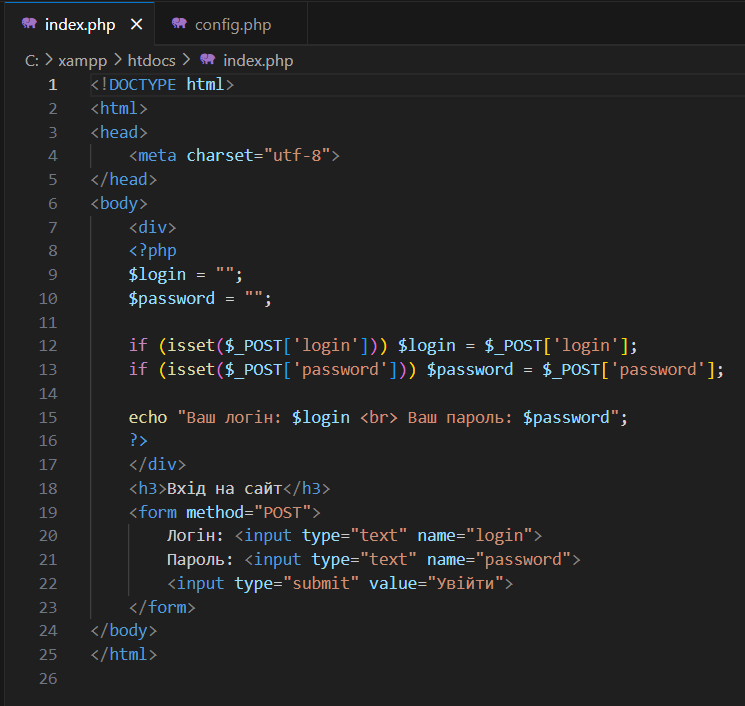 index.php × config.php
C: > xampp > htdocs > index.php
1 <!DOCTYPE html>
2 <html>
3 <head>
4     <meta charset="utf-8">
5 </head>
6 <body>
7     <div>
8     <?php
9     $login = "";
10     $password = "";
11
12     if (isset($_POST['login'])) $login = $_POST['login'];
13     if (isset($_POST['password'])) $password = $_POST['password'];
14
15     echo "Ваш логін: $login <br> Ваш пароль: $password";
16     ?>
17     </div>
18     <h3>Вхід на сайт</h3>
19     <form method="POST">
20         Логін: <input type="text" name="login">
21         Пароль: <input type="text" name="password">
22         <input type="submit" value="Увійти">
23     </form>
24 </body>
25 </html>
26